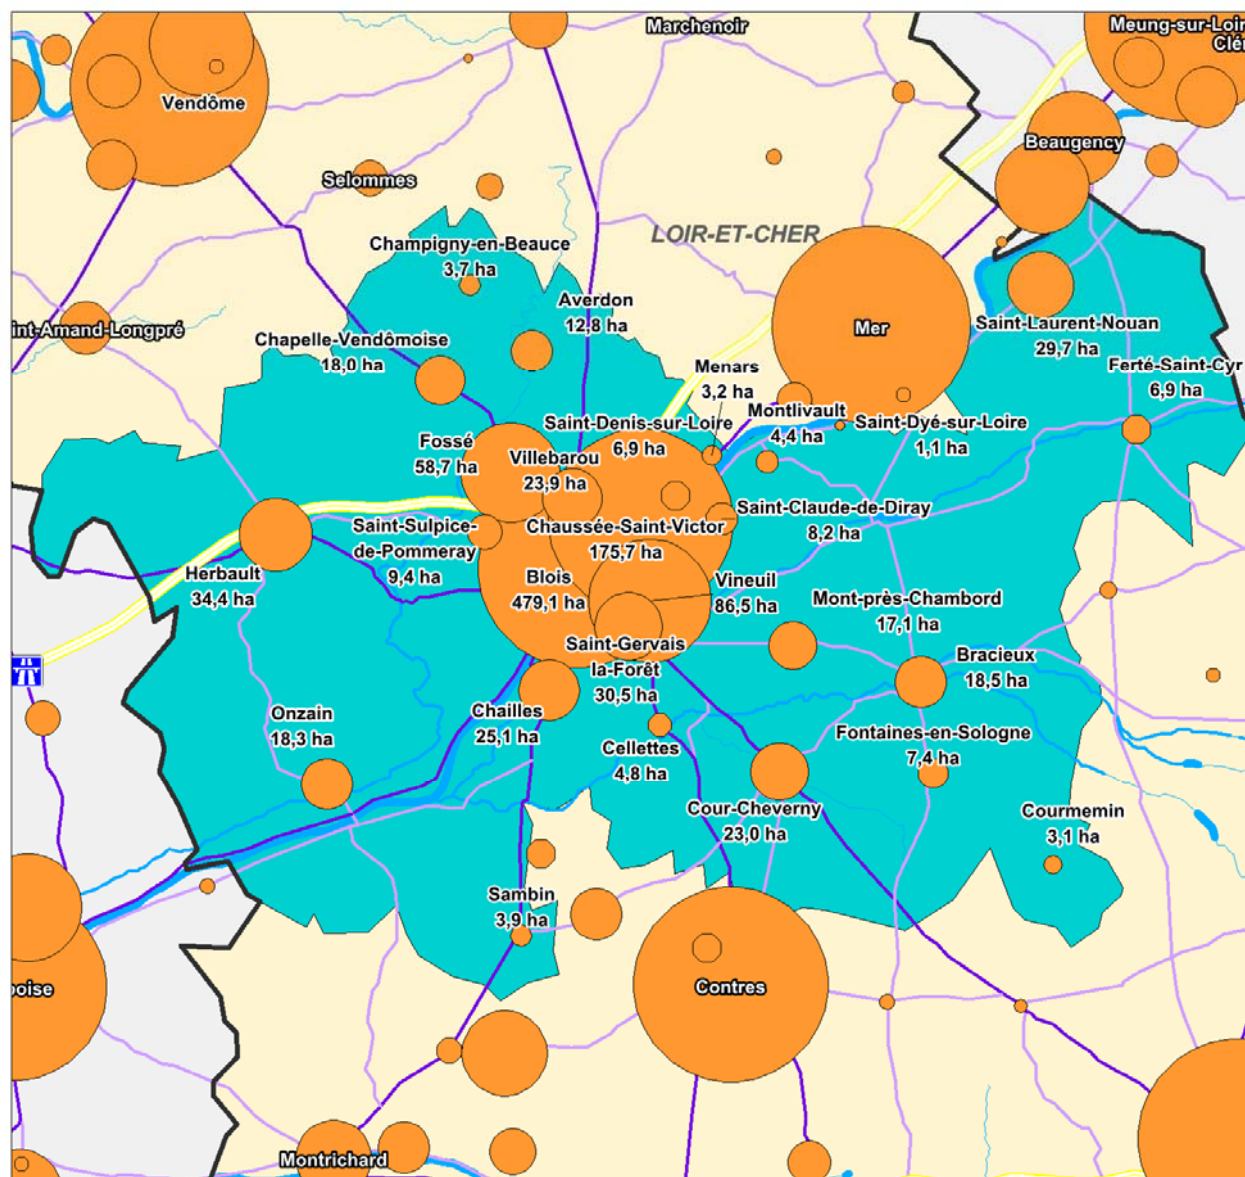 Marchenoir
Meung-sur-Loir
Clér
Vendôme
Beaugency
Selommes
LOIR-ET-CHER
Champigny-en-Beauce
3,7 ha
Averdon
12,8 ha
int-Amand-Longpré
Mer
Saint-Laurent-Nouan
29,7 ha
Chapelle-Vendômoise
18,0 ha
Menars
3,2 ha
Ferté-Saint-Cyr
6,9 ha
Montlivault
4,4 ha
Saint-Denis-sur-Loire
6,9 ha
Saint-Dyé-sur-Loire
1,1 ha
Fossé
58,7 ha
Villebarou
23,9 ha
Saint-Claude-de-Diray
8,2 ha
Saint-Sulpice-
de-Pommeray
9,4 ha
Chaussée-Saint-Victor
175,7 ha
Herbault
34,4 ha
Blois
479,1 ha
Vineuil
86,5 ha
Mont-près-Chambord
17,1 ha
Saint-Gervais
la-Forêt
30,5 ha
Bracieux
18,5 ha
Onzain
18,3 ha
Chailles
25,1 ha
Cellettes
4,8 ha
Fontaines-en-Sologne
7,4 ha
Cour-Cheverny
23,0 ha
Courmemin
3,1 ha
Sambin
3,9 ha
boise
Contres
Montrichard